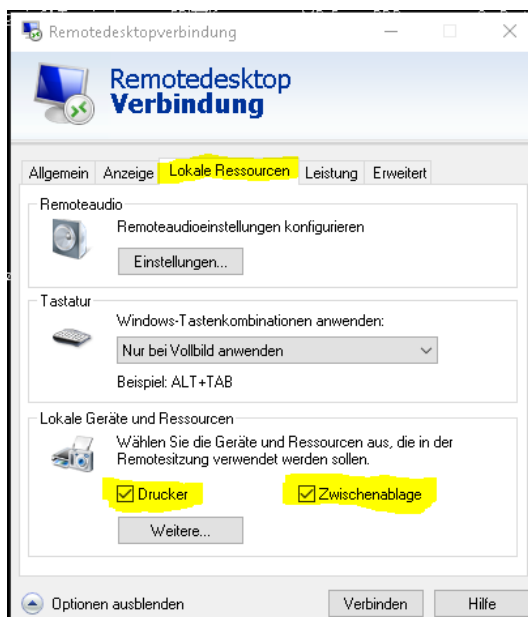 Remotedesktopverbindung
Remotedesktop
Verbindung
Allgemein Anzeige Lokale Ressourcen Leistung Erweitert
Remoteaudio
Remoteaudioeinstellungen konfigurieren
Einstellungen...
Tastatur
Windows-Tastenkombinationen anwenden:
Nur bei Vollbild anwenden
Beispiel: ALT+TAB
Lokale Geräte und Ressourcen
Wählen Sie die Geräte und Ressourcen aus, die in der
Remotesitzung verwendet werden sollen.
Drucker Zwischenablage
Weitere...
Optionen ausblenden Verbinden Hilfe